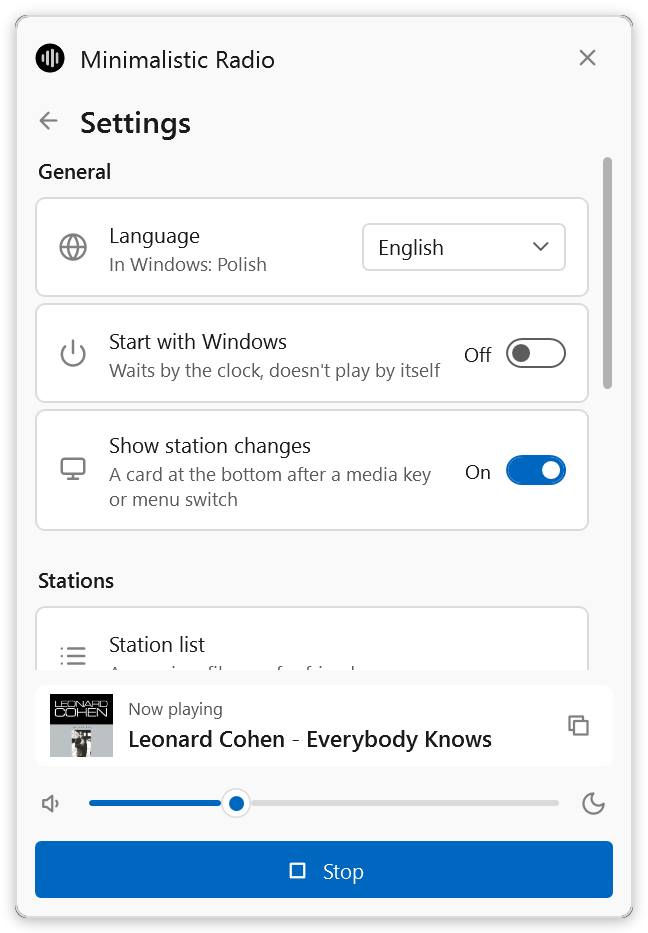 Minimalistic Radio
Settings
General
Language
English
In Windows: Polish
Start with Windows
Off
Waits by the clock, doesn't play by itself
Show station changes
A card at the bottom after a media key
On
or menu switch
Stations
Station list
LEONARD
COHEN
Now playing
Leonard Cohen - Everybody Knows
Stop